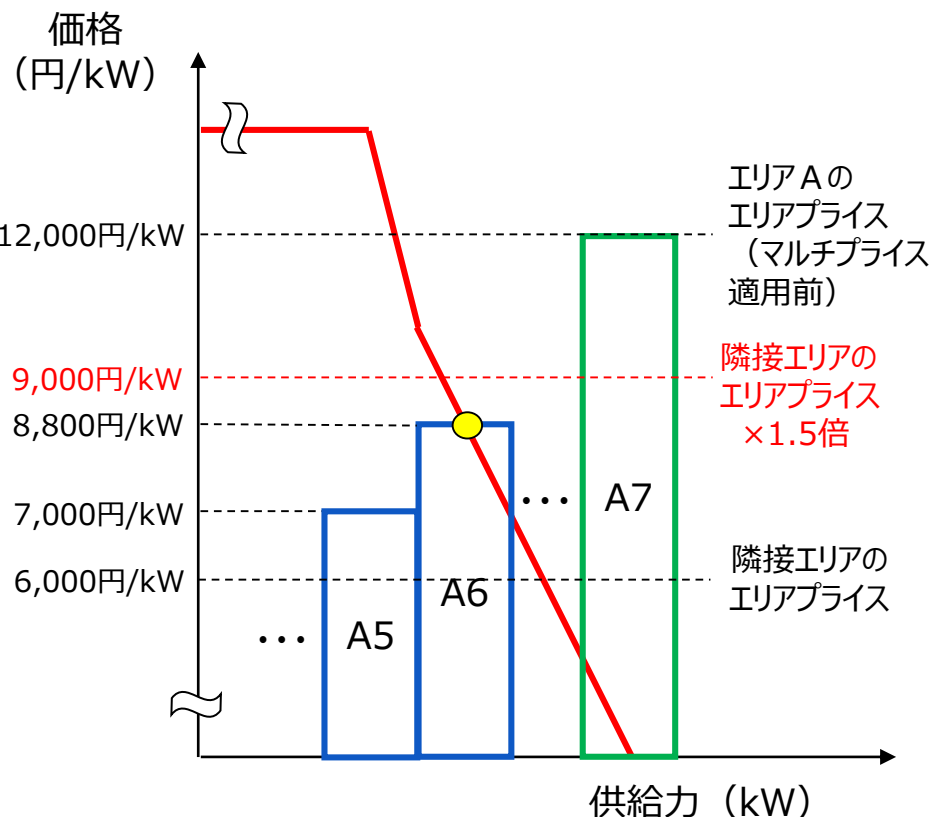 価格
（円/kW）
エリアAの
エリアプライス
（マルチプライス
適用前）
12,000円/kW
隣接エリアの
エリアプライス
×1.5倍
9,000円/kW
8,800円/kW
7,000円/kW
6,000円/kW
･･･
A5
A6
･･･
A7
隣接エリアの
エリアプライス
供給力（kW）